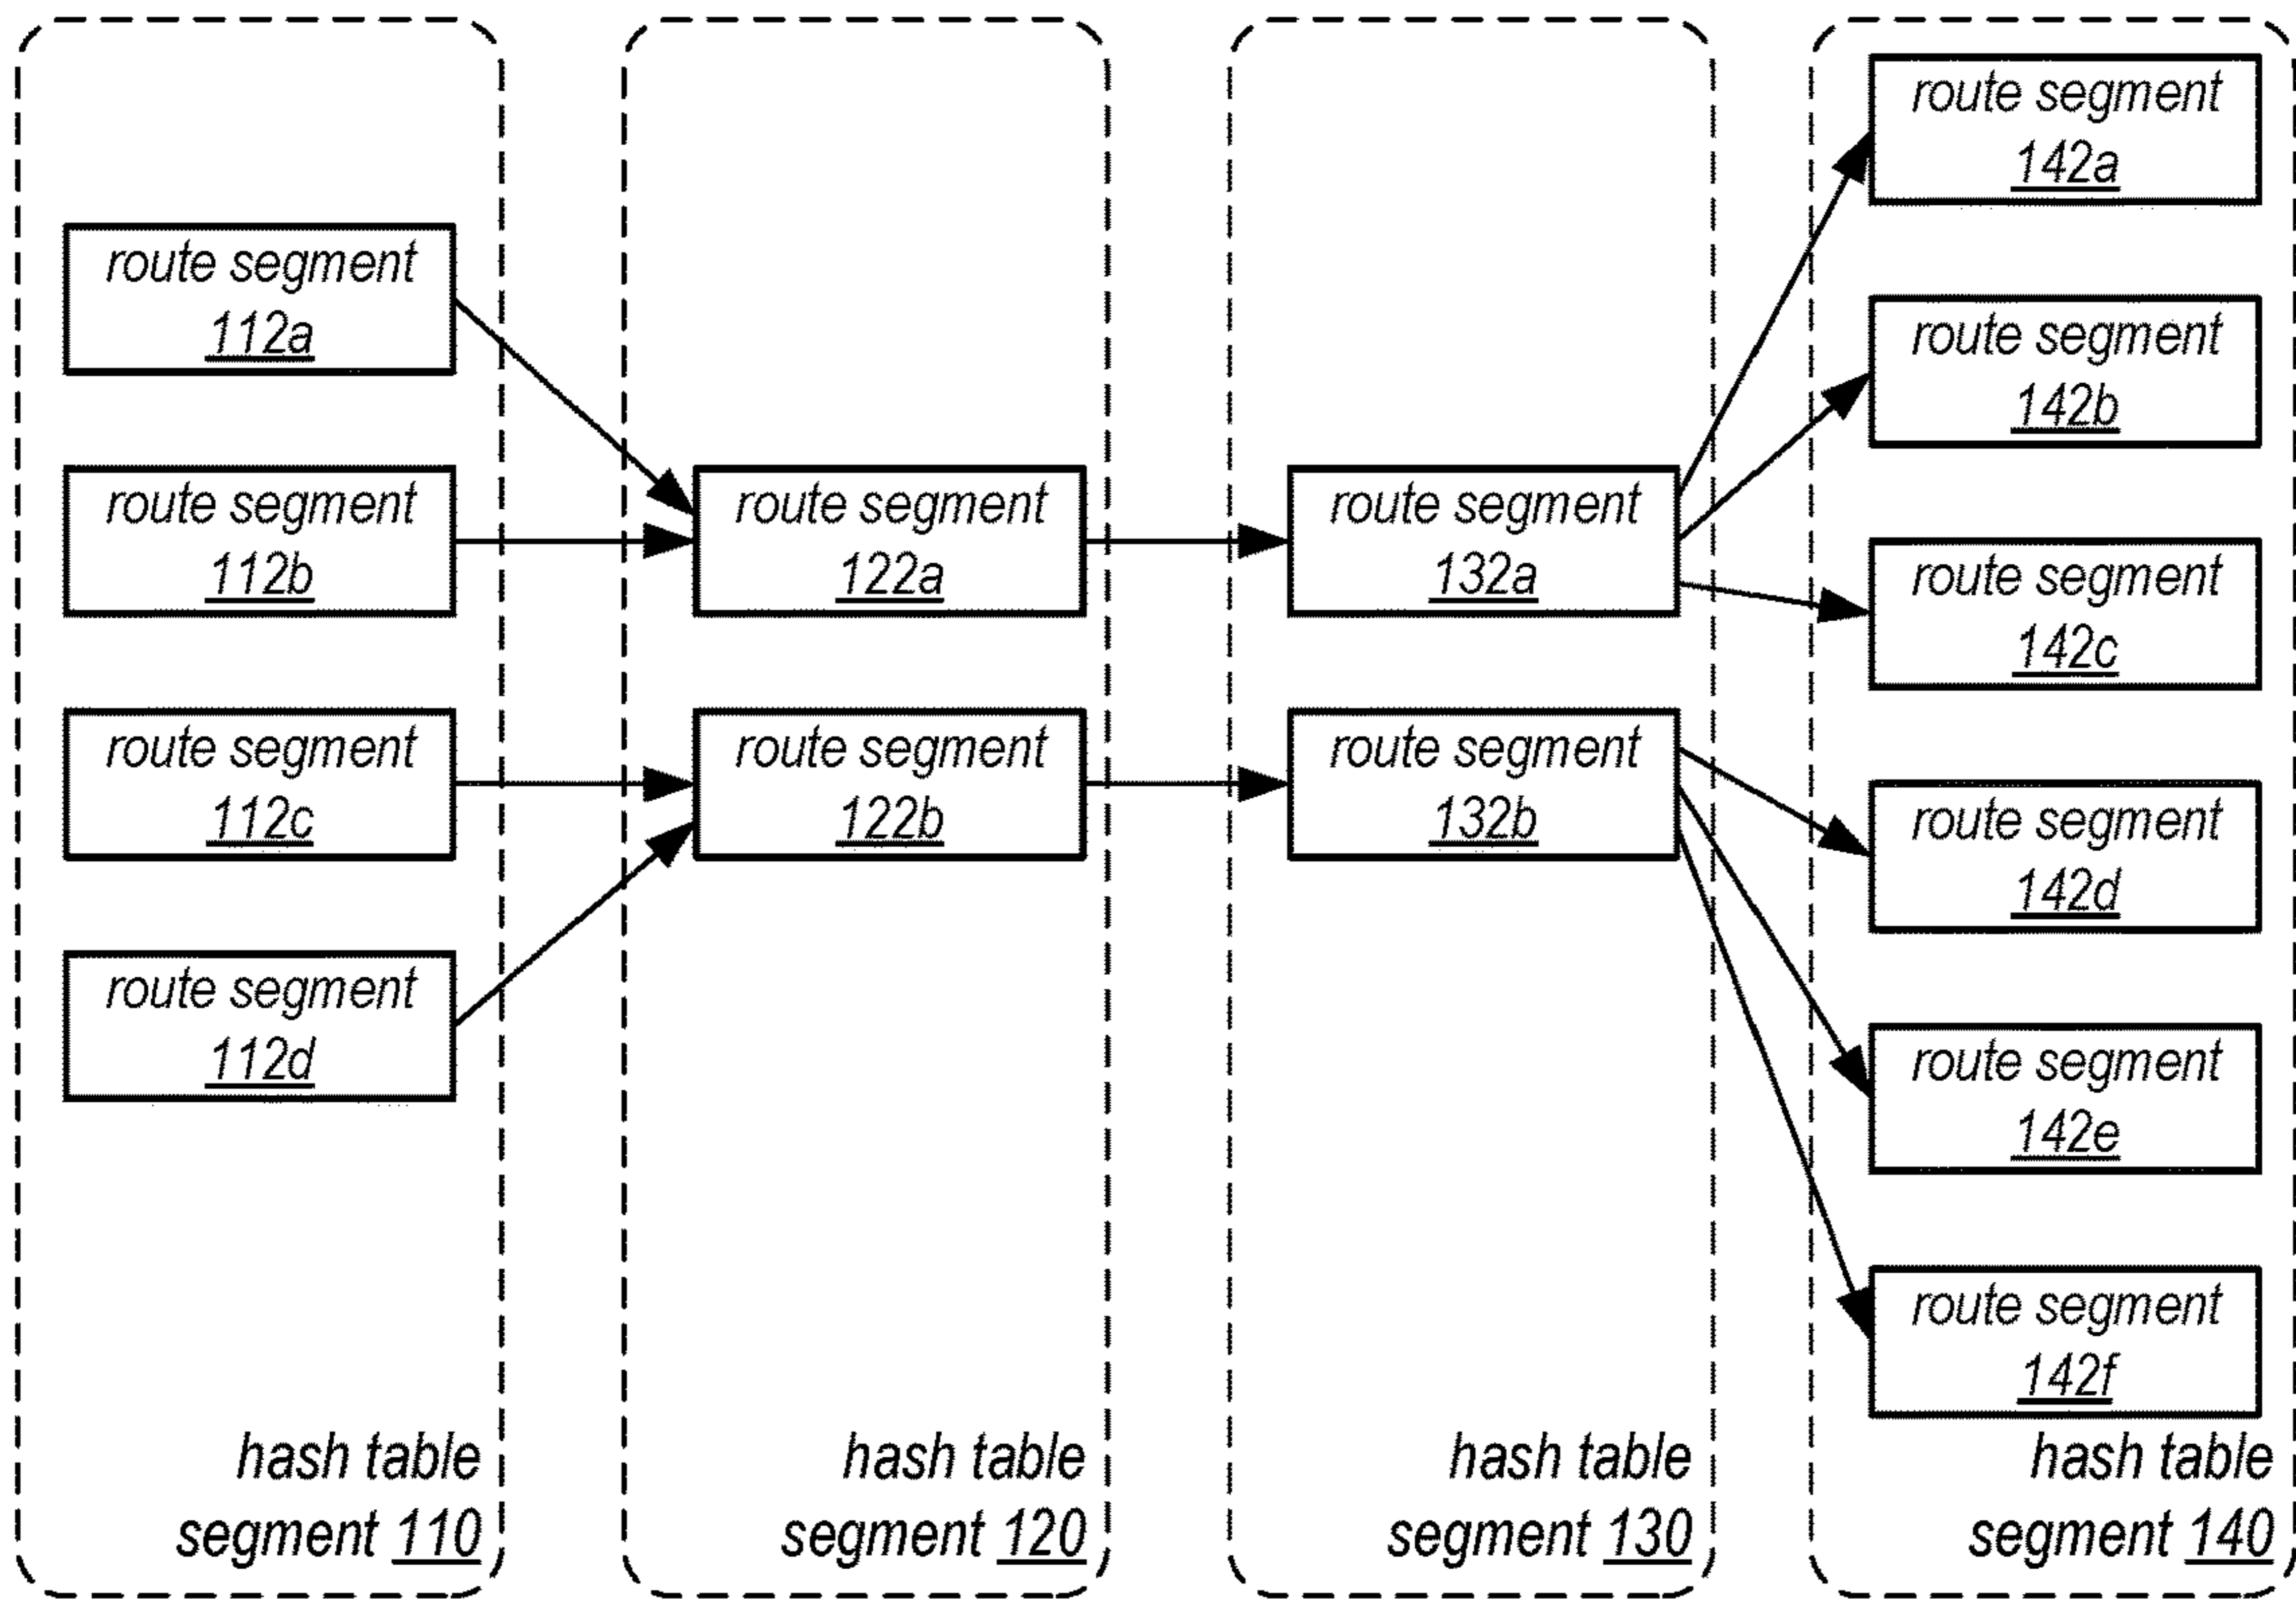 route segment
112a
route segment
112b
route segment
112c
route segment
112d
hash table
segment 110
route segment
122a
route segment
122b
hash table
segment 120
route segment
132a
route segment
132b
hash table
segment 130
route segment
142a
route segment
142b
route segment
142c
route segment
142d
route segment
142e
route segment
142f
hash table
segment 140